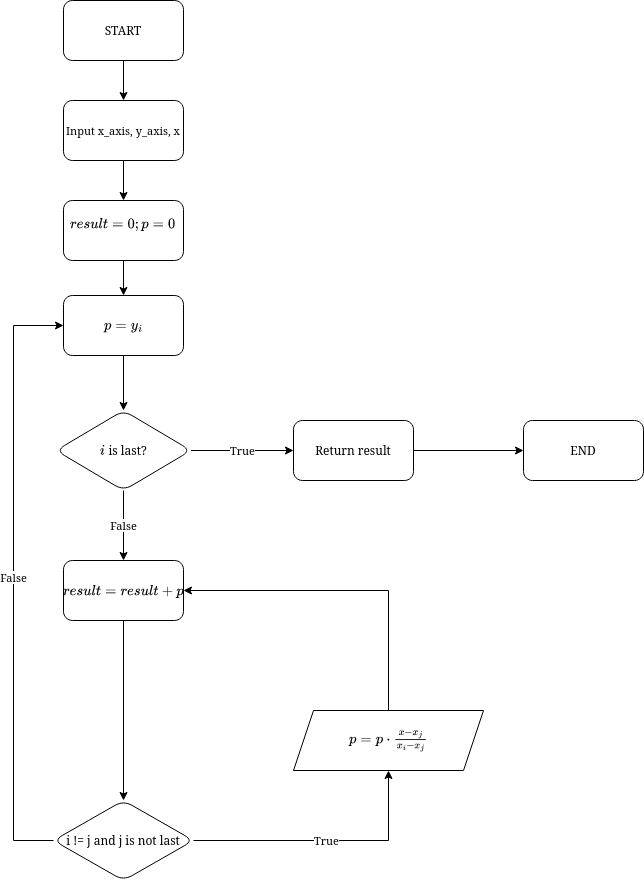 START
Input x_axis, y_axis, x
result = 0; p = 0
p = y_i
i is last?
True
Return result
END
False
result = result + p
False
p = p · \frac{x-x_j}{x_i-x_j}
i != j and j is not last
True